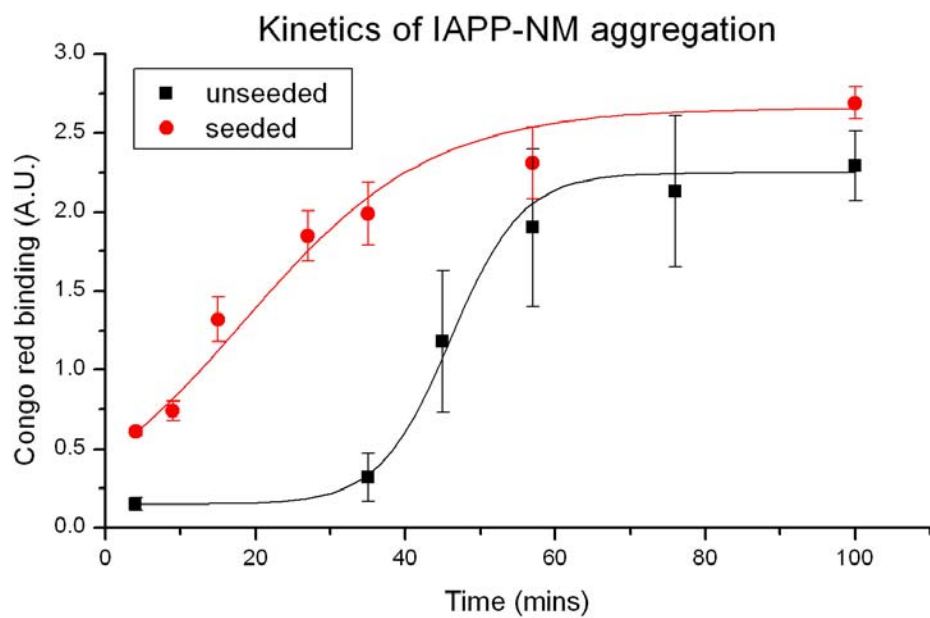 Kinetics of IAPP-NM aggregation
3.0
unseeded
seeded
2.5
2.0
1.5
1.0
0.5
0.0
Congo red binding (A.U.)
0 20 40 60 80 100
Time (mins)